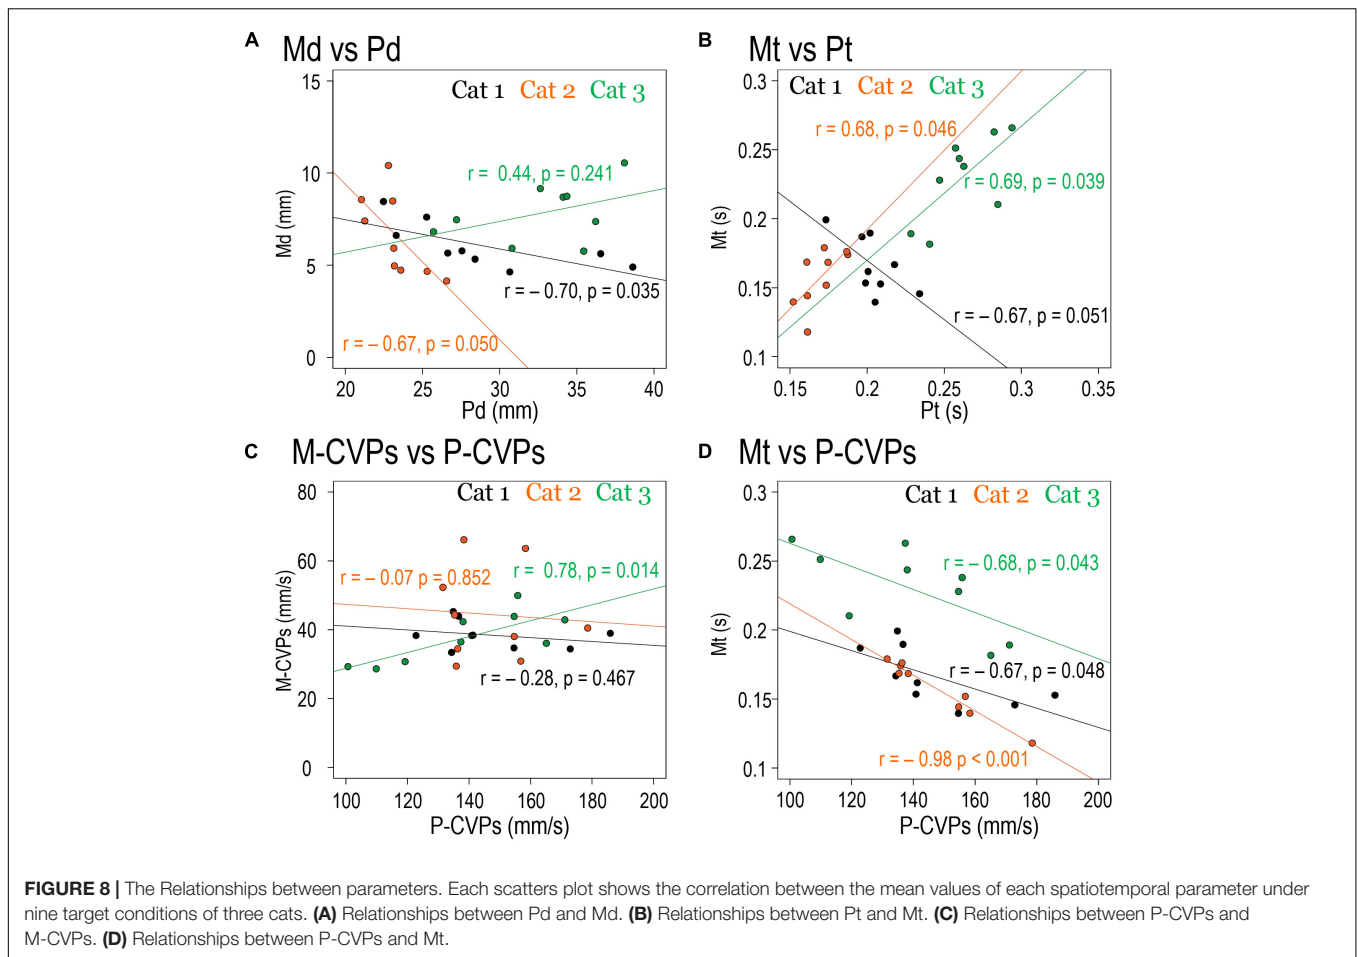 A Md vs Pd
15
10
5
0
Md (mm)
Cat 1 Cat 2 Cat 3
r = 0.44, p = 0.241
r = – 0.70, p = 0.035
r = – 0.67, p = 0.050
20 25 30 35 40
Pd (mm)
B Mt vs Pt
0.3
0.25
0.2
0.15
0.1
Mt (s)
Cat 1 Cat 2 Cat 3
r = 0.68, p = 0.046
r = 0.69, p = 0.039
r = – 0.67, p = 0.051
0.15 0.2 0.25 0.3 0.35
Pt (s)
C M-CVPs vs P-CVPs
80
60
40
20
0
M-CVPs (mm/s)
Cat 1 Cat 2 Cat 3
r = – 0.07 p = 0.852
r = 0.78, p = 0.014
r = – 0.28, p = 0.467
100 120 140 160 180 200
P-CVPs (mm/s)
D Mt vs P-CVPs
0.3
0.25
0.2
0.15
0.1
Mt (s)
Cat 1 Cat 2 Cat 3
r = – 0.68, p = 0.043
r = – 0.67, p = 0.048
r = – 0.98 p < 0.001
100 120 140 160 180 200
P-CVPs (mm/s)
FIGURE 8 | The Relationships between parameters. Each scatters plot shows the correlation between the mean values of each spatiotemporal parameter under
nine target conditions of three cats. (A) Relationships between Pd and Md. (B) Relationships between Pt and Mt. (C) Relationships between P-CVPs and
M-CVPs. (D) Relationships between P-CVPs and Mt.